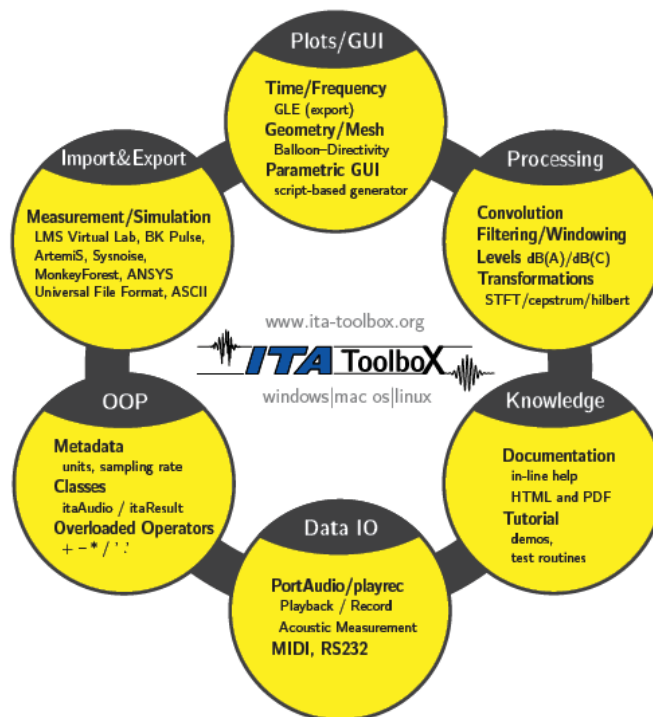 Plots/GUI
Time/Frequency
GLE (export)
Geometry/Mesh
Balloon–Directivity
Parametric GUI
script-based generator
Import&Export
Measurement/Simulation
LMS Virtual Lab, BK Pulse,
ArtemiS, Sysnoise,
MonkeyForest, ANSYS
Universal File Format, ASCII
Processing
Convolution
Filtering/Windowing
Levels dB(A)/dB(C)
Transformations
STFT/cepstrum/hilbert
www.ita-toolbox.org
ITA ToolboX
windows|mac os|linux
OOP
Metadata
units, sampling rate
Classes
itaAudio / itaResult
Overloaded Operators
+ – * / ' .'
Knowledge
Documentation
in-line help
HTML and PDF
Tutorial
demos,
test routines
Data IO
PortAudio/playrec
Playback / Record
Acoustic Measurement
MIDI, RS232